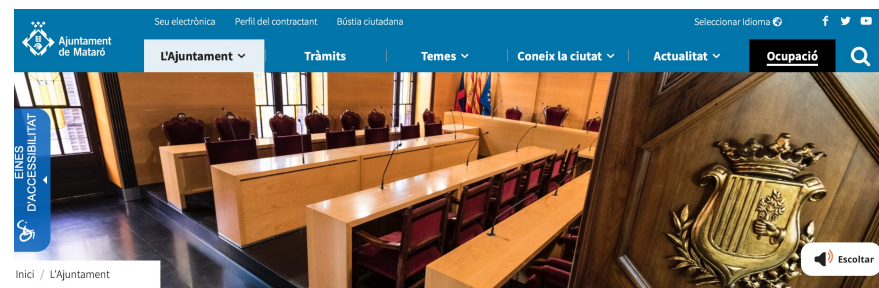 Seu electrònica Perfil del contractant Bústia ciutadana Seleccionar Idioma
Ajuntament
de Mataró
L'Ajuntament Tràmits Temes Coneix la ciutat Actualitat Ocupació
EINES
D'ACCESSIBILITAT
Escoltar
Inici / L'Ajuntament